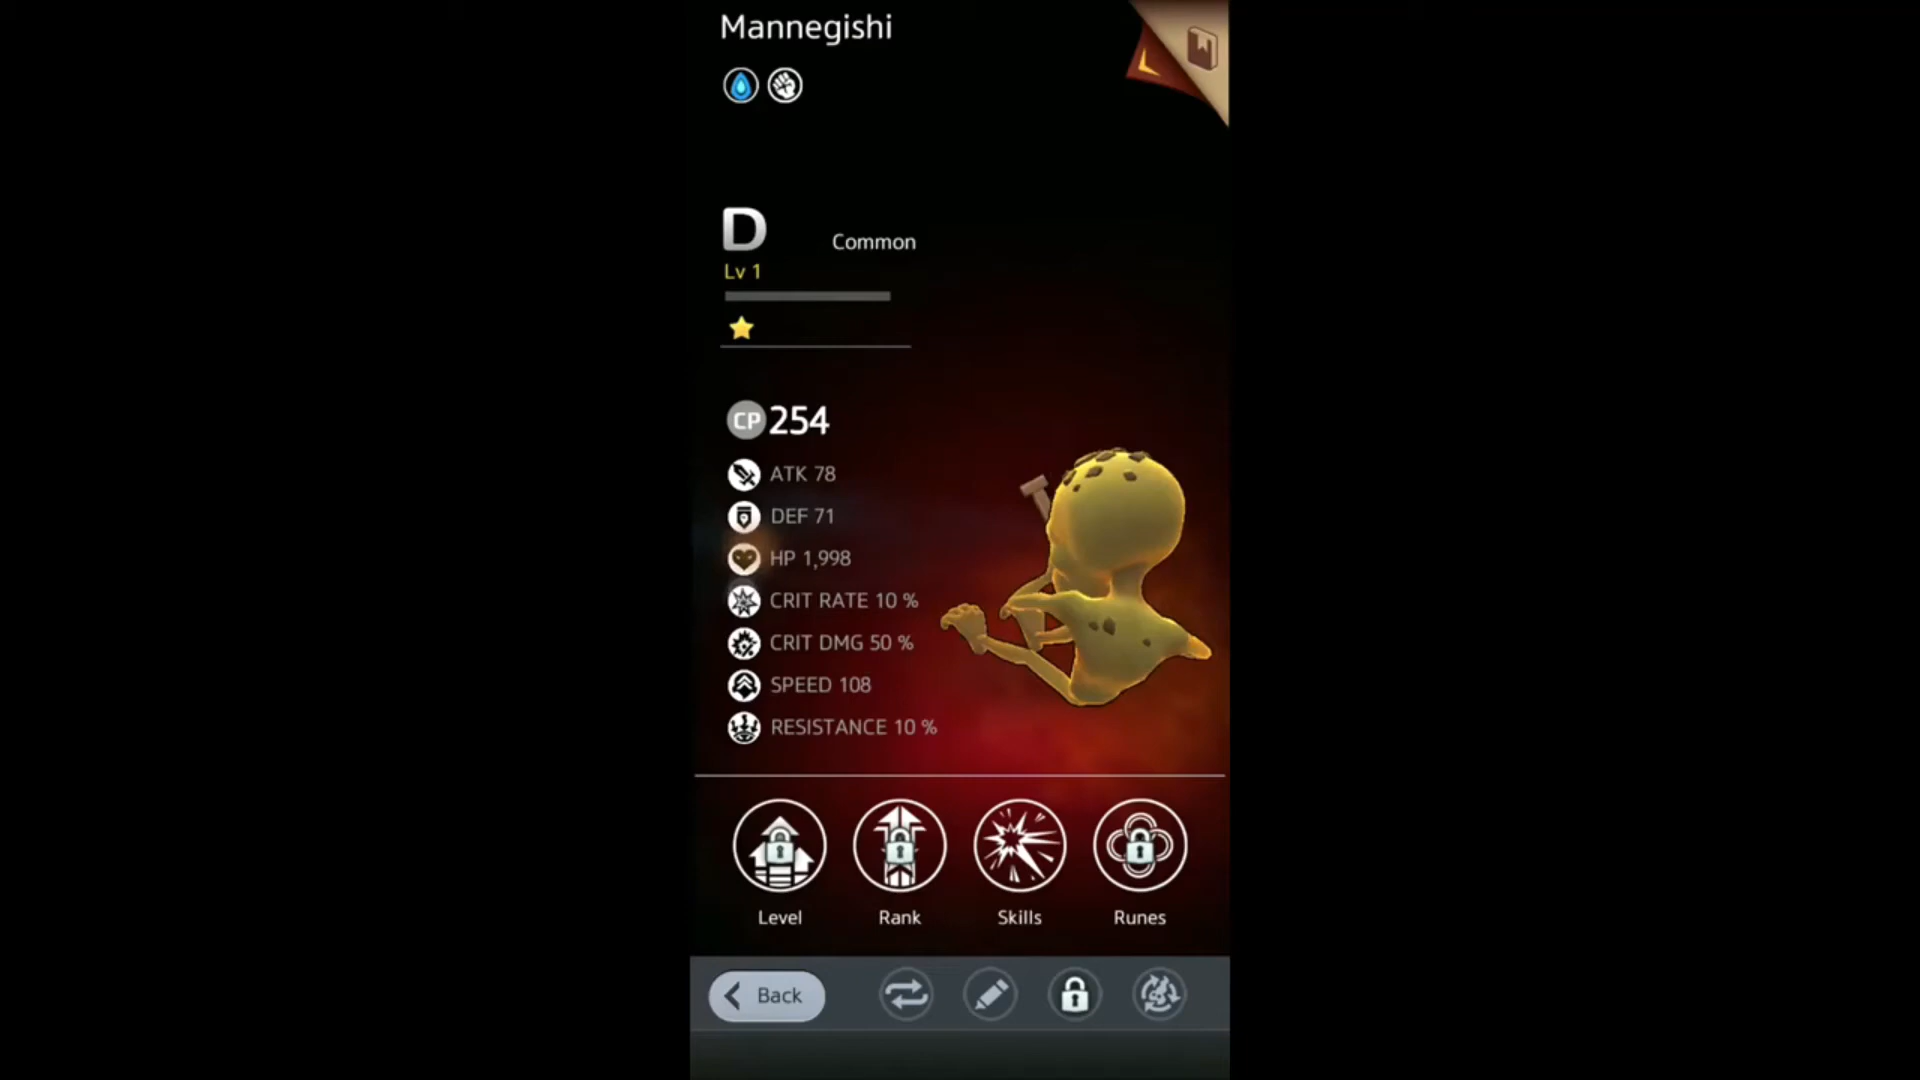 Mannegishi
D
Common
Lv 1
CP 254
ATK 78
DEF 71
HP 1,998
CRIT RATE 10 %
CRIT DMG 50 %
SPEED 108
RESISTANCE 10 %
Level
Rank
Skills
Runes
Back